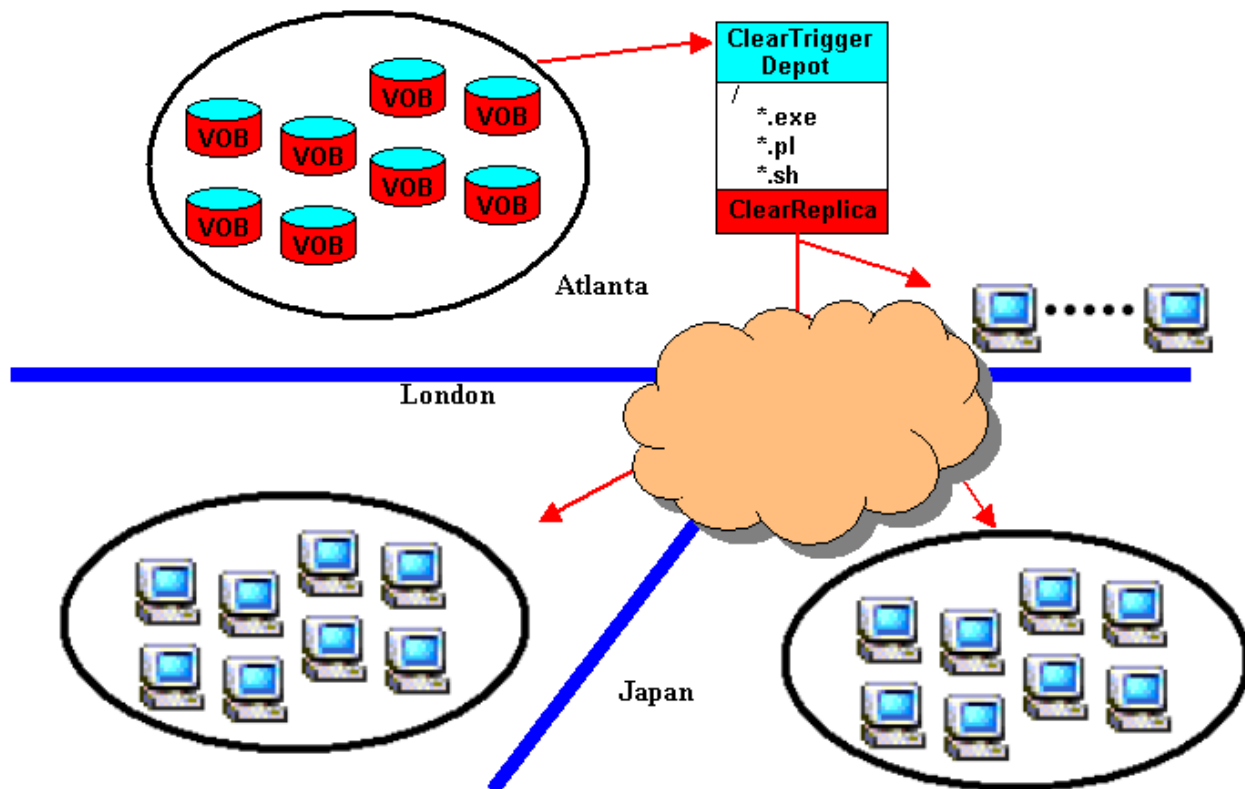 ClearTrigger
Depot
/
*.exe
*.pl
*.sh
ClearReplica
VOB
VOB
VOB
VOB
VOB
VOB
VOB
VOB
Atlanta
London
Japan